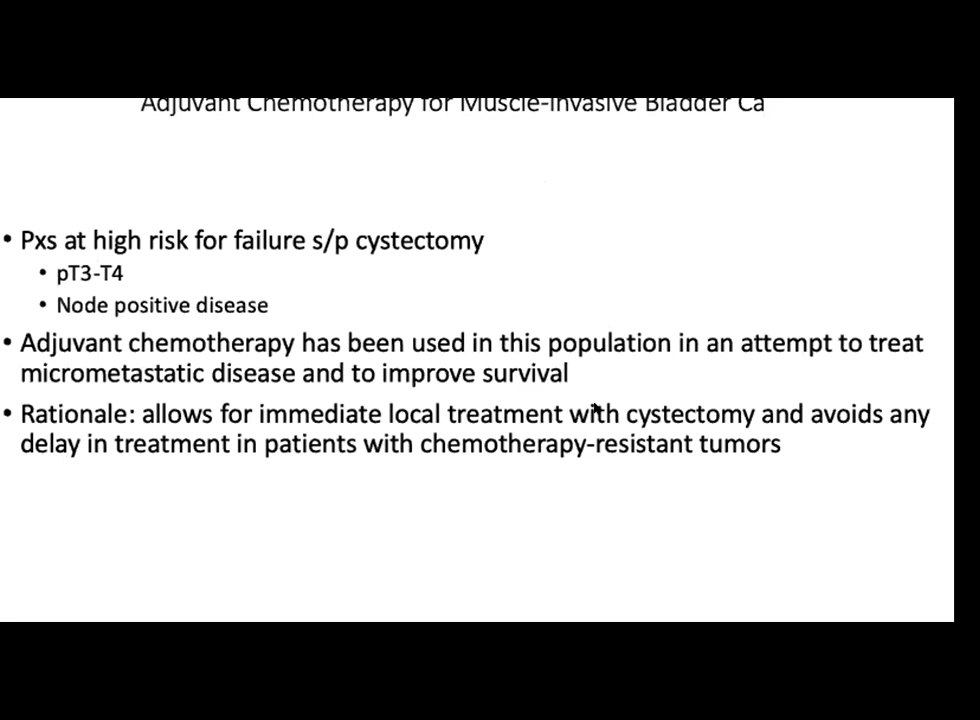 Adjuvant Chemotherapy for Muscle-Invasive Bladder Ca
• Pxs at high risk for failure s/p cystectomy
• pT3-T4
• Node positive disease
• Adjuvant chemotherapy has been used in this population in an attempt to treat
micrometastatic disease and to improve survival
• Rationale: allows for immediate local treatment with cystectomy and avoids any
delay in treatment in patients with chemotherapy-resistant tumors